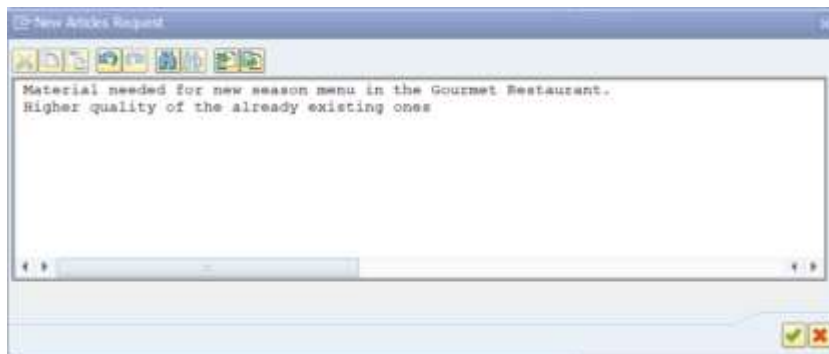 New Articles Request
Material needed for new season menu in the Gourmet Restaurant.
Higher quality of the already existing ones